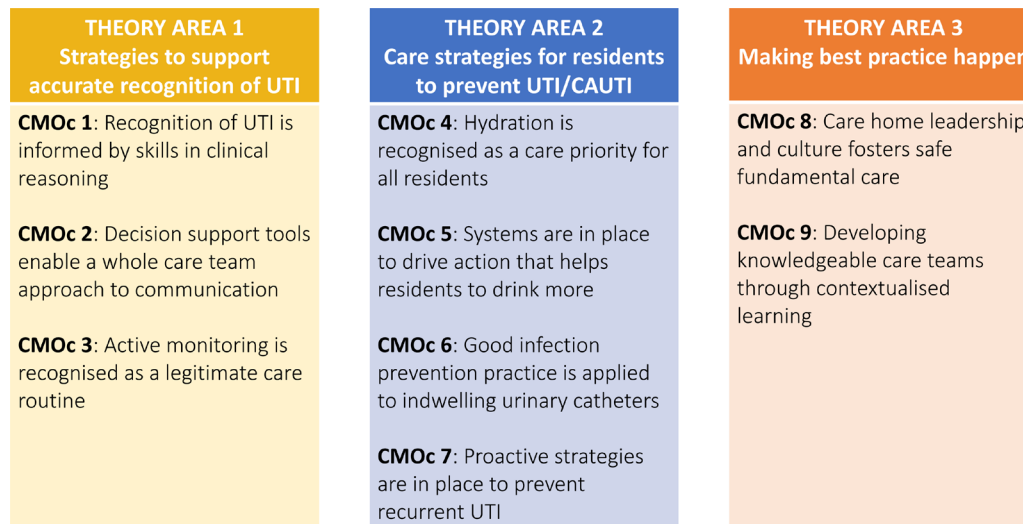 THEORY AREA 1
Strategies to support
accurate recognition of UTI
CMOc 1: Recognition of UTI is
informed by skills in clinical
reasoning
CMOc 2: Decision support tools
enable a whole care team
approach to communication
CMOc 3: Active monitoring is
recognised as a legitimate care
routine
THEORY AREA 2
Care strategies for residents
to prevent UTI/CAUTI
CMOc 4: Hydration is
recognised as a care priority for
all residents
CMOc 5: Systems are in place
to drive action that helps
residents to drink more
CMOc 6: Good infection
prevention practice is applied
to indwelling urinary catheters
CMOc 7: Proactive strategies
are in place to prevent
recurrent UTI
THEORY AREA 3
Making best practice happen
CMOc 8: Care home leadership
and culture fosters safe
fundamental care
CMOc 9: Developing
knowledgeable care teams
through contextualised
learning